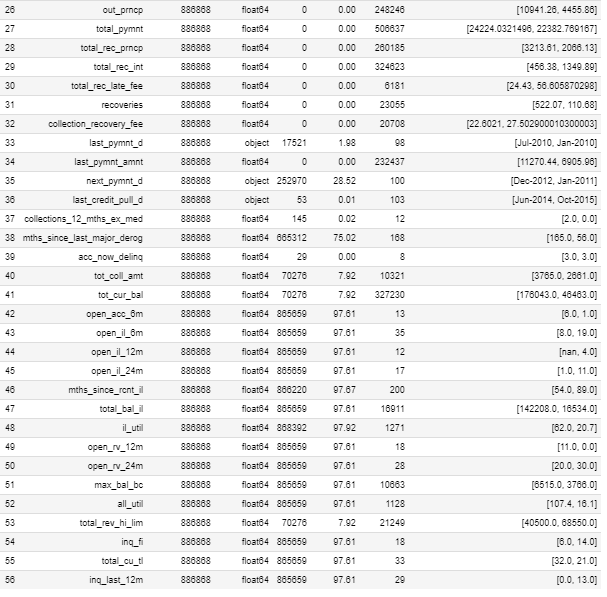 26 out_prncp 886868 float64 0 0.00 248246 [10941.26, 4455.86]
27 total_pymnt 886868 float64 0 0.00 506637 [24224.0321496, 22382.769167]
28 total_rec_prncp 886868 float64 0 0.00 260185 [3213.61, 2066.13]
29 total_rec_int 886868 float64 0 0.00 324623 [456.38, 1349.89]
30 total_rec_late_fee 886868 float64 0 0.00 6181 [24.43, 56.605870298]
31 recoveries 886868 float64 0 0.00 23055 [522.07, 110.68]
32 collection_recovery_fee 886868 float64 0 0.00 20708 [22.6021, 27.502900010300003]
33 last_pymnt_d 886868 object 17521 1.98 98 [Jul-2010, Jan-2010]
34 last_pymnt_amnt 886868 float64 0 0.00 232437 [11270.44, 6905.96]
35 next_pymnt_d 886868 object 252970 28.52 100 [Dec-2012, Jan-2011]
36 last_credit_pull_d 886868 object 53 0.01 103 [Jun-2014, Oct-2015]
37 collections_12_mths_ex_med 886868 float64 145 0.02 12 [2.0, 0.0]
38 mths_since_last_major_derog 886868 float64 665312 75.02 168 [165.0, 56.0]
39 acc_now_delinq 886868 float64 29 0.00 8 [3.0, 3.0]
40 tot_coll_amt 886868 float64 70276 7.92 10321 [3765.0, 2661.0]
41 tot_cur_bal 886868 float64 70276 7.92 327230 [176043.0, 46463.0]
42 open_acc_6m 886868 float64 865659 97.61 13 [6.0, 1.0]
43 open_il_6m 886868 float64 865659 97.61 35 [8.0, 19.0]
44 open_il_12m 886868 float64 865659 97.61 12 [nan, 4.0]
45 open_il_24m 886868 float64 865659 97.61 17 [1.0, 11.0]
46 mths_since_rcnt_il 886868 float64 866220 97.67 200 [54.0, 89.0]
47 total_bal_il 886868 float64 865659 97.61 16911 [142208.0, 16534.0]
48 il_util 886868 float64 868392 97.92 1271 [62.0, 20.7]
49 open_rv_12m 886868 float64 865659 97.61 18 [11.0, 0.0]
50 open_rv_24m 886868 float64 865659 97.61 28 [20.0, 30.0]
51 max_bal_bc 886868 float64 865659 97.61 10663 [6515.0, 3766.0]
52 all_util 886868 float64 865659 97.61 1128 [107.4, 16.1]
53 total_rev_hi_lim 886868 float64 70276 7.92 21249 [40500.0, 68550.0]
54 inq_fi 886868 float64 865659 97.61 18 [6.0, 14.0]
55 total_cu_tl 886868 float64 865659 97.61 33 [32.0, 21.0]
56 inq_last_12m 886868 float64 865659 97.61 29 [0.0, 13.0]